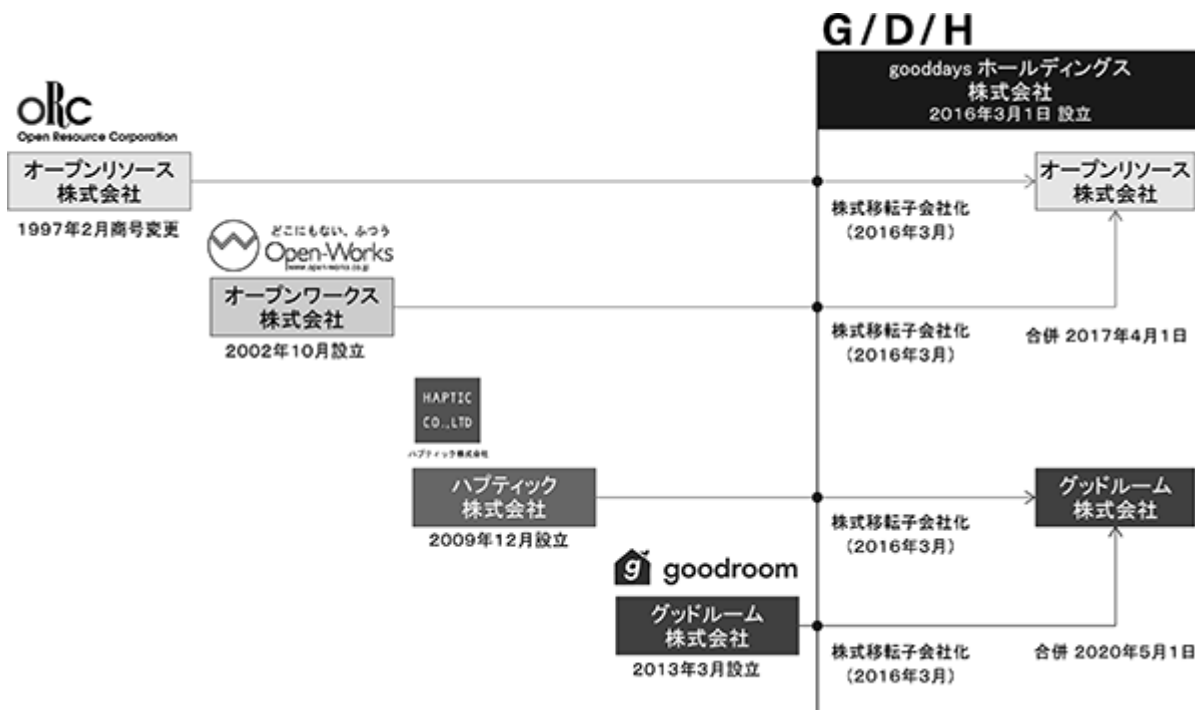 G/D/H
gooddays ホールディングス
株式会社
2016年3月1日 設立
ORC
Open Resource Corporation
オープンリソース
株式会社
1997年2月商号変更
株式移転子会社化
(2016年3月)
オープンリソース
株式会社
どこにもない、ふつう
Open-Works
www.open-works.co.jp
オープンワークス
株式会社
2002年10月設立
株式移転子会社化
(2016年3月)
合併 2017年4月1日
HAPTIC
CO.,LTD
ハプティック株式会社
ハプティック
株式会社
2009年12月設立
株式移転子会社化
(2016年3月)
グッドルーム
株式会社
g goodroom
グッドルーム
株式会社
2013年3月設立
株式移転子会社化
(2016年3月)
合併 2020年5月1日